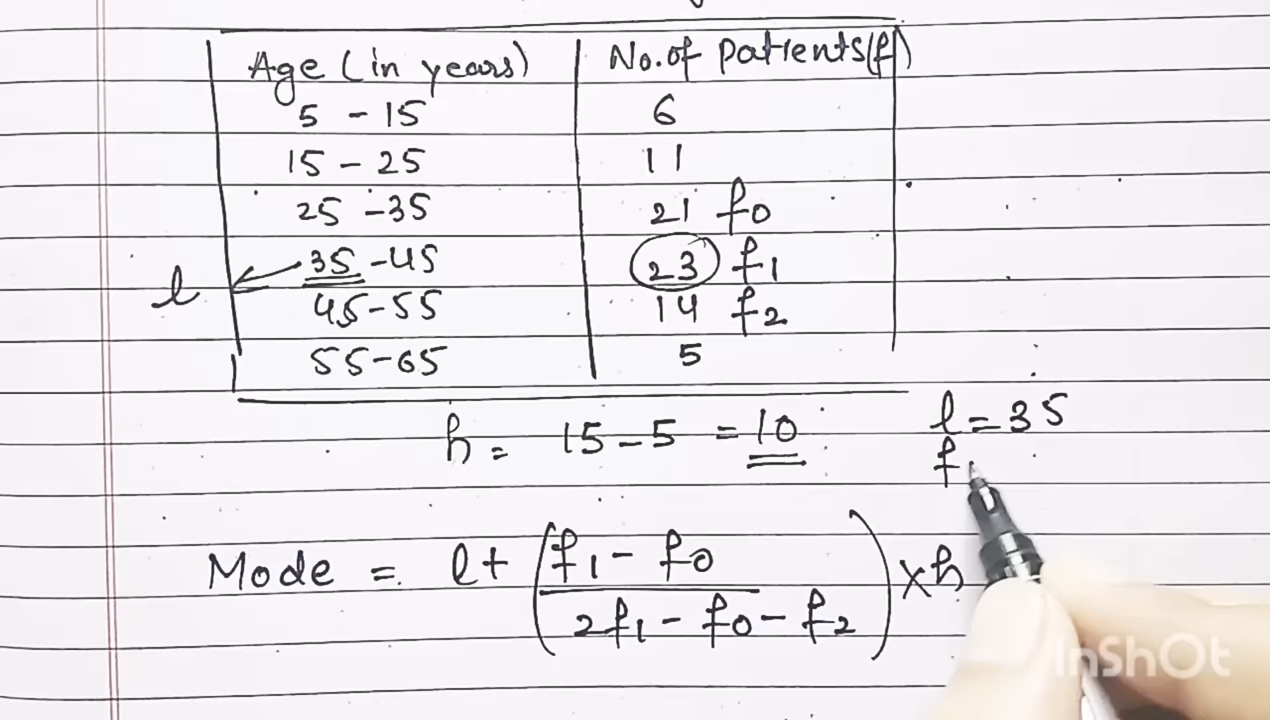 Age (in years) No. of patients (f)
5 - 15 6
15 - 25 11
25 - 35 21 f0
35 - 45 23 f1
l
45 - 55 14 f2
55 - 65 5
h = 15 - 5 = 10 l = 35
f
Mode = l + (f1 - f0 / 2f1 - f0 - f2) × h
InShOt